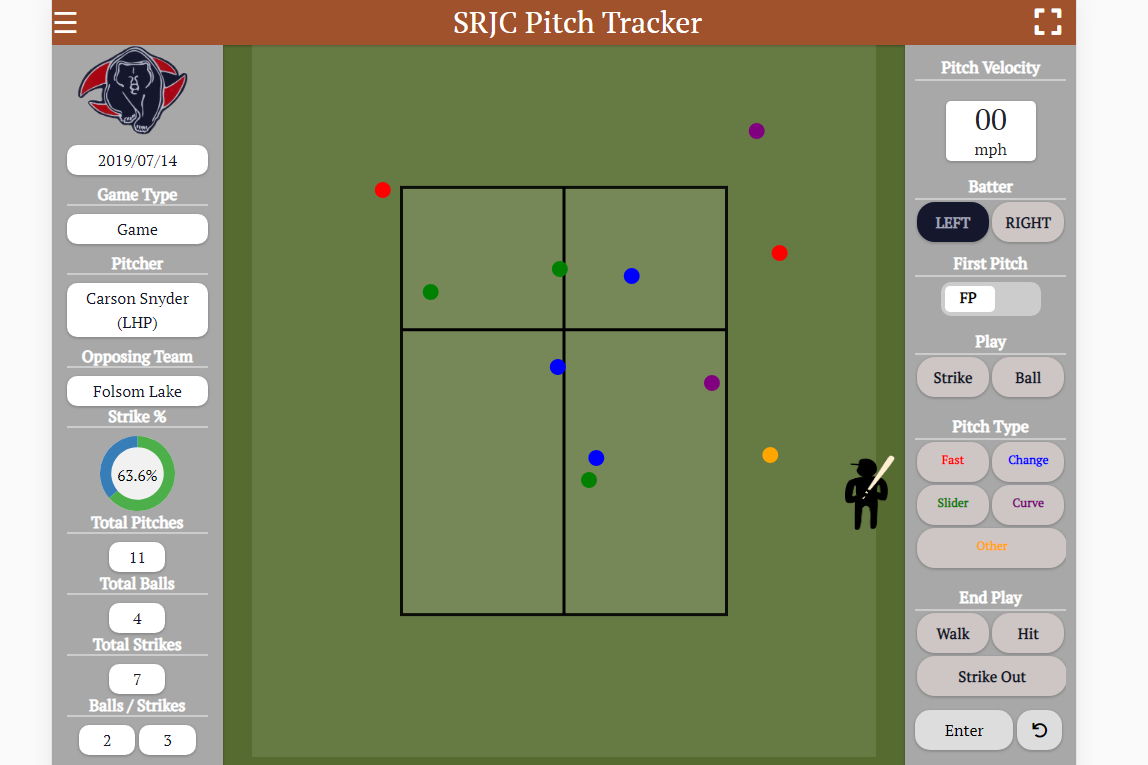 SRJC Pitch Tracker
2019/07/14
Game Type
Game
Pitcher
Carson Snyder
(LHP)
Opposing Team
Folsom Lake
Strike %
63.6%
Total Pitches
11
Total Balls
4
Total Strikes
7
Balls / Strikes
2 3
Pitch Velocity
00
mph
Batter
LEFT RIGHT
First Pitch
FP
Play
Strike Ball
Pitch Type
Fast Change
Slider Curve
Other
End Play
Walk Hit
Strike Out
Enter